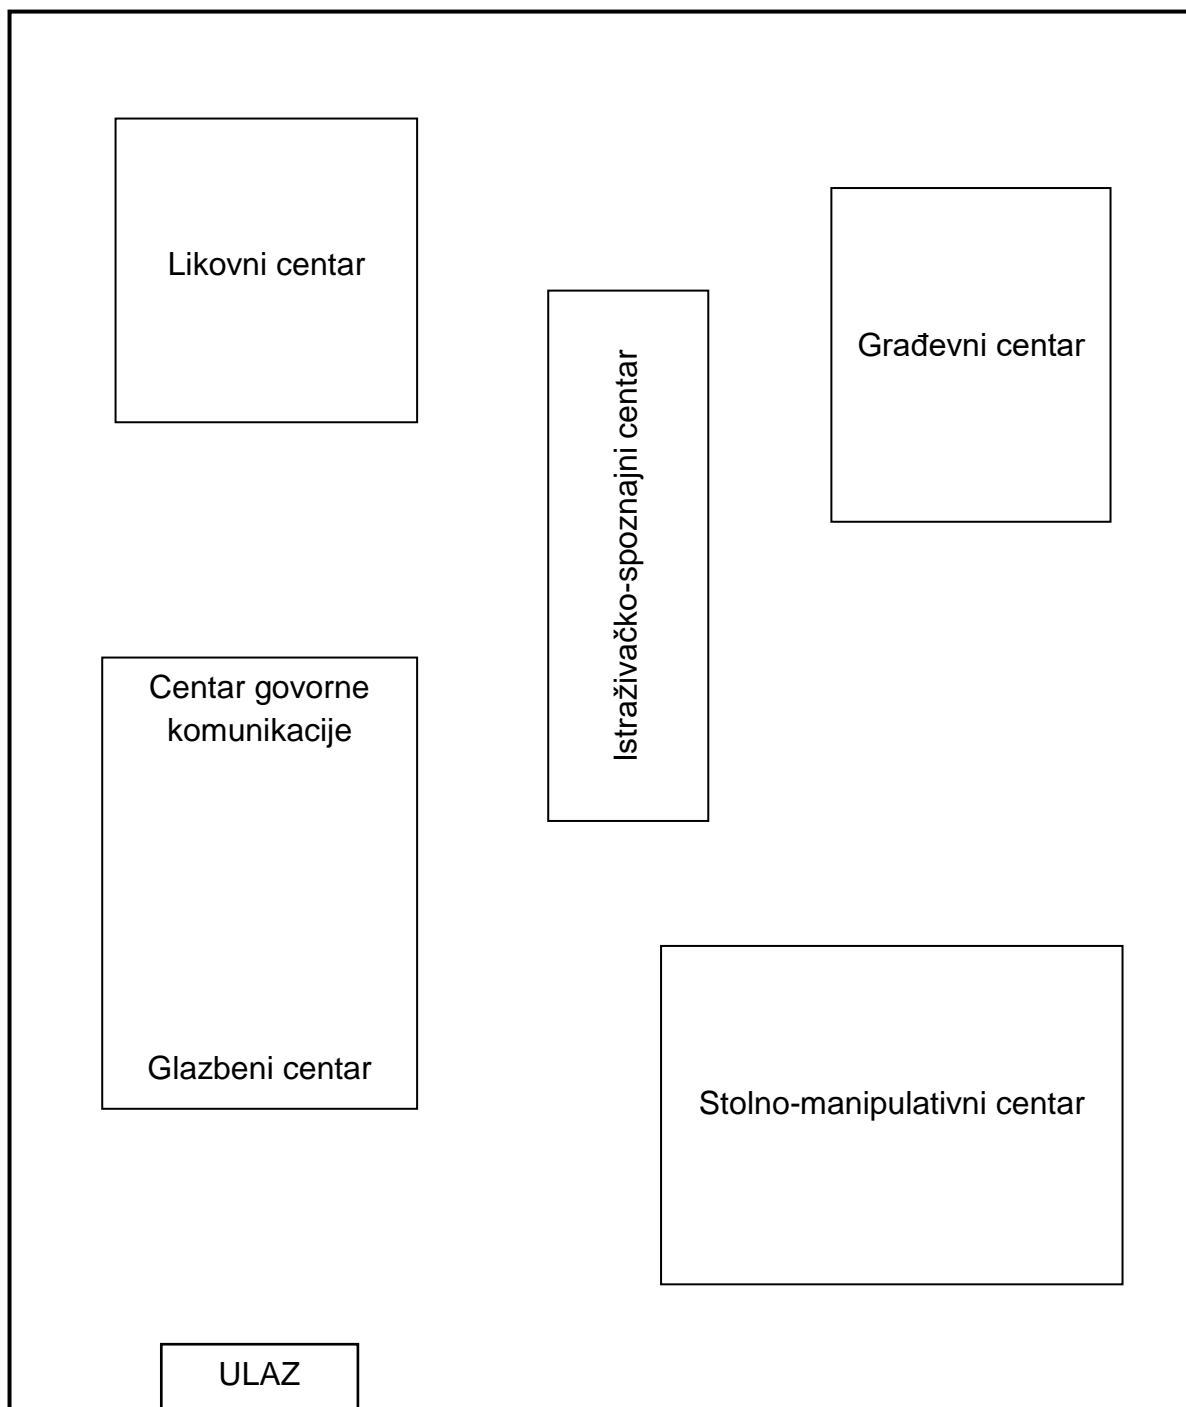 Likovni centar
Građevni centar
Istraživačko-spoznajni centar
Centar govorne
komunikacije
Glazbeni centar
Stolno-manipulativni centar
ULAZ